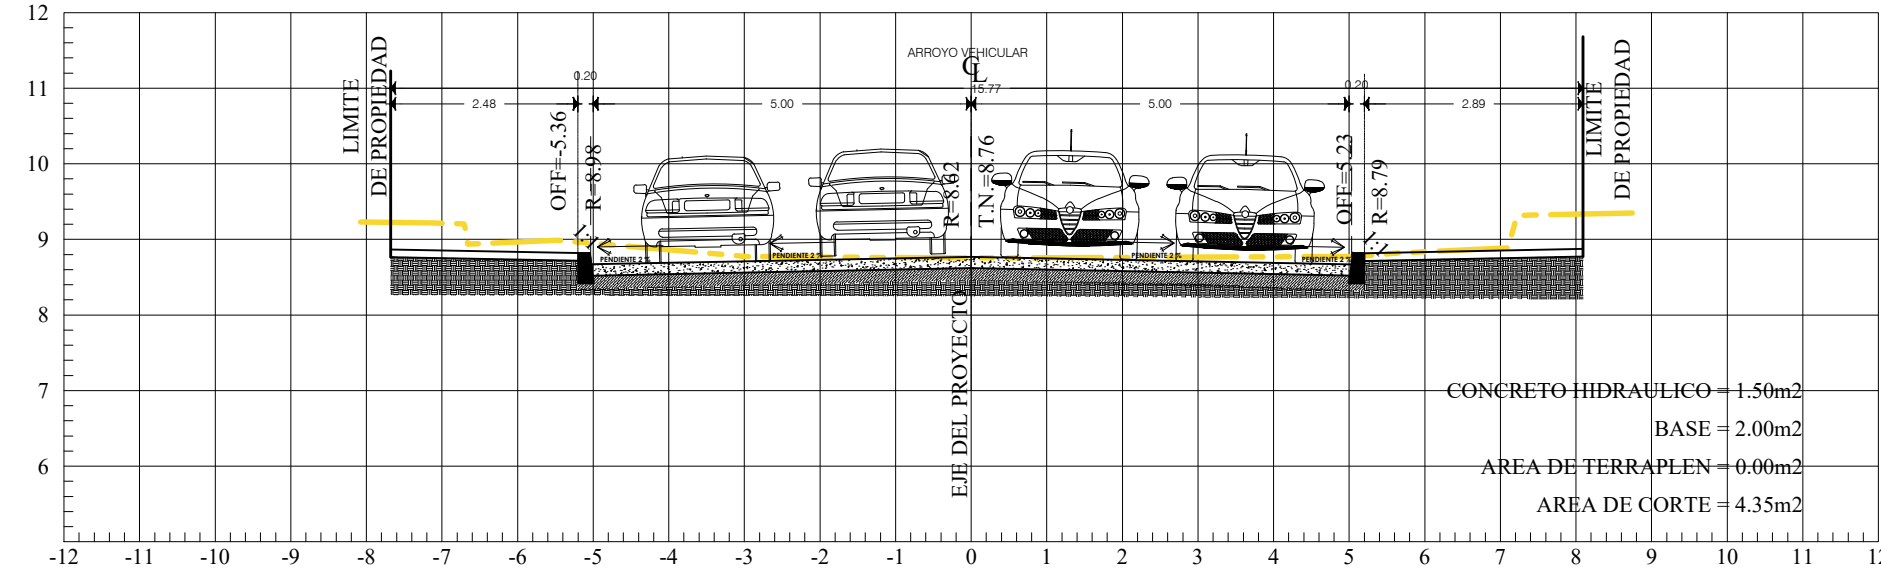 12
11
10
9
8
7
6
ARROYO VEHICULAR
CL
0.20
15.77
0.20
2.48
5.00
5.00
2.89
LIMITE
DE PROPIEDAD
OFF=-5.36
R=8.98
R=8.62
T.N.=8.76
OFF=5.23
R=8.79
LIMITE
DE PROPIEDAD
1:1
1:1
PENDIENTE 2 %
PENDIENTE 2 %
PENDIENTE 2 %
PENDIENTE 2 %
EJE DEL PROYECTO
CONCRETO HIDRAULICO = 1.50m2
BASE = 2.00m2
AREA DE TERRAPLEN = 0.00m2
AREA DE CORTE = 4.35m2
-12 -11 -10 -9 -8 -7 -6 -5 -4 -3 -2 -1 0 1 2 3 4 5 6 7 8 9 10 11 12